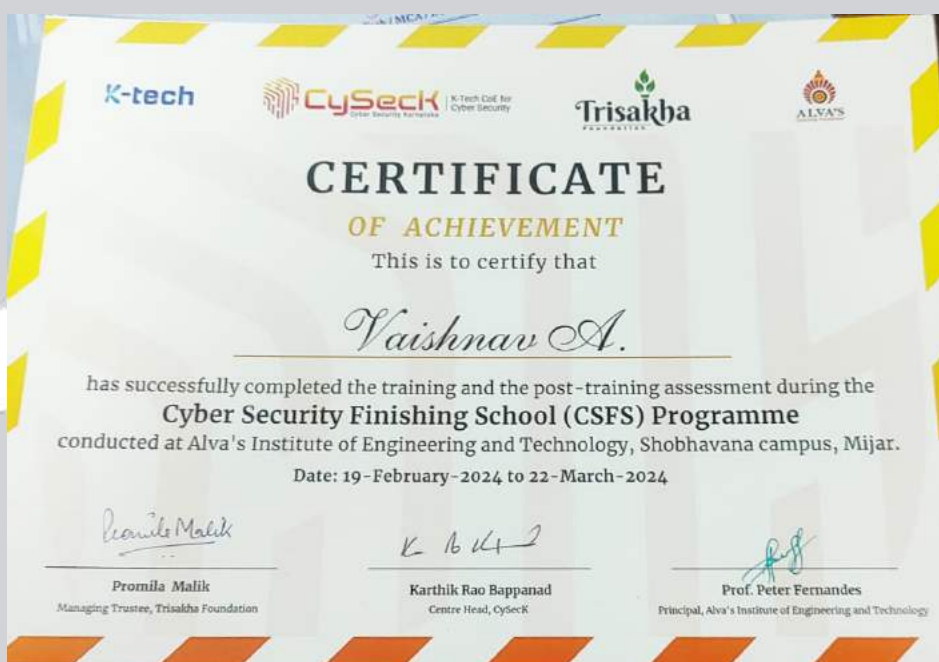 MCA
K-tech
CySecK
Cyber Security Karnataka
K-Tech CoE for
Cyber Security
Trisakha
Foundation
ALVA'S
CERTIFICATE
OF ACHIEVEMENT
This is to certify that
Vaishnav A.
has successfully completed the training and the post-training assessment during the
Cyber Security Finishing School (CSFS) Programme
conducted at Alva's Institute of Engineering and Technology, Shobhavana campus, Mijar.
Date: 19-February-2024 to 22-March-2024
Promila Malik
Promila Malik
Managing Trustee, Trisakha Foundation
Karthik Rao Bappanad
Centre Head, CySecK
Prof. Peter Fernandes
Principal, Alva's Institute of Engineering and Technology